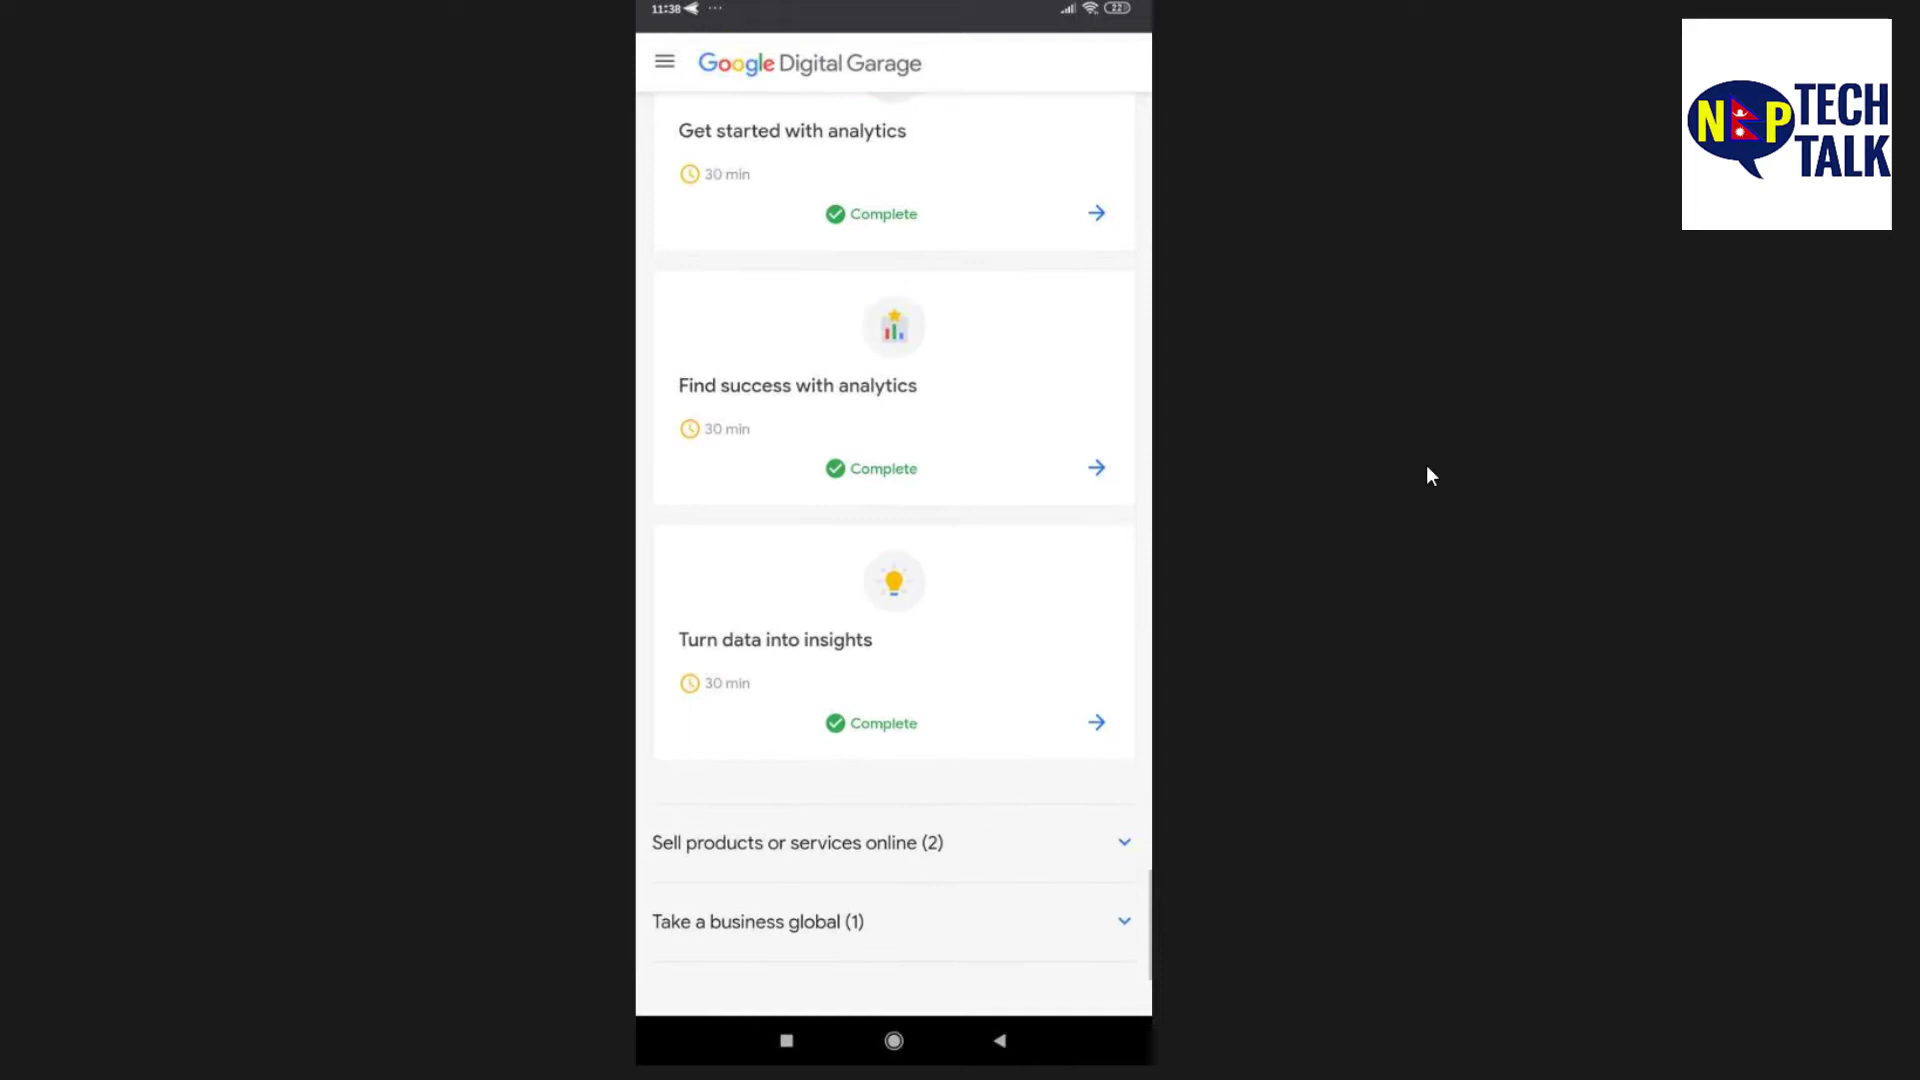 11:38
22
Google Digital Garage
Get started with analytics
30 min
Complete
Find success with analytics
30 min
Complete
Turn data into insights
30 min
Complete
Sell products or services online (2)
Take a business global (1)
NEP TECH
TALK